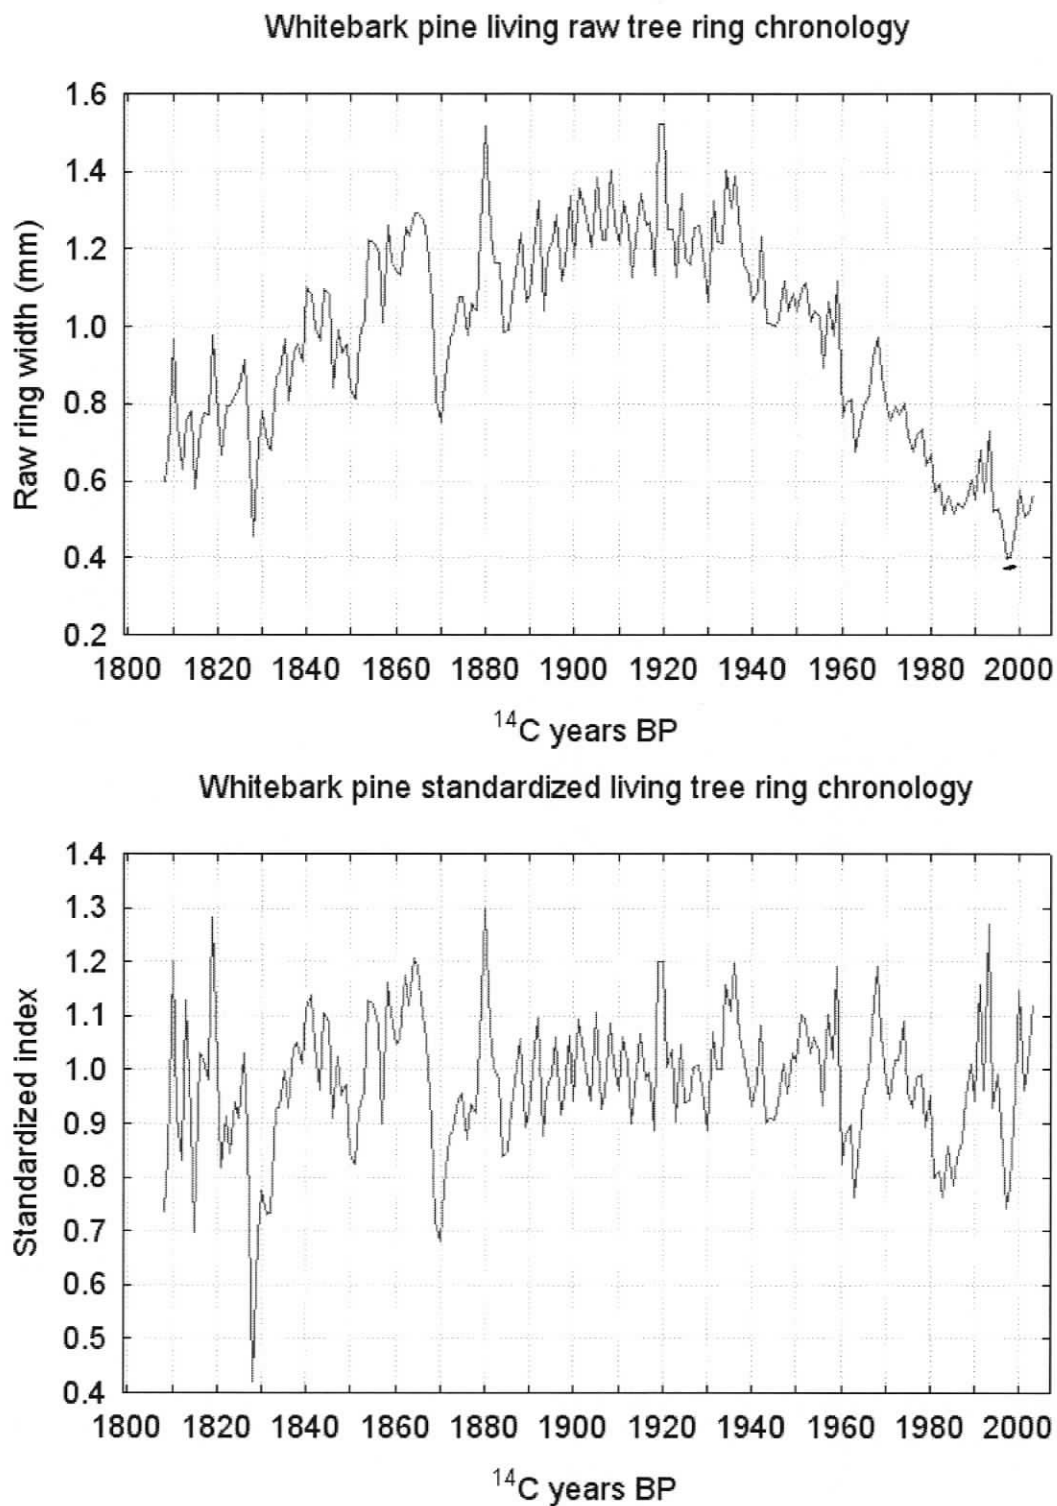 Whitebark pine living raw tree ring chronology
1.6
1.4
1.2
1.0
0.8
0.6
0.4
0.2
Raw ring width (mm)
1800 1820 1840 1860 1880 1900 1920 1940 1960 1980 2000
¹⁴C years BP
Whitebark pine standardized living tree ring chronology
1.4
1.3
1.2
1.1
1.0
0.9
0.8
0.7
0.6
0.5
0.4
Standardized index
1800 1820 1840 1860 1880 1900 1920 1940 1960 1980 2000
¹⁴C years BP